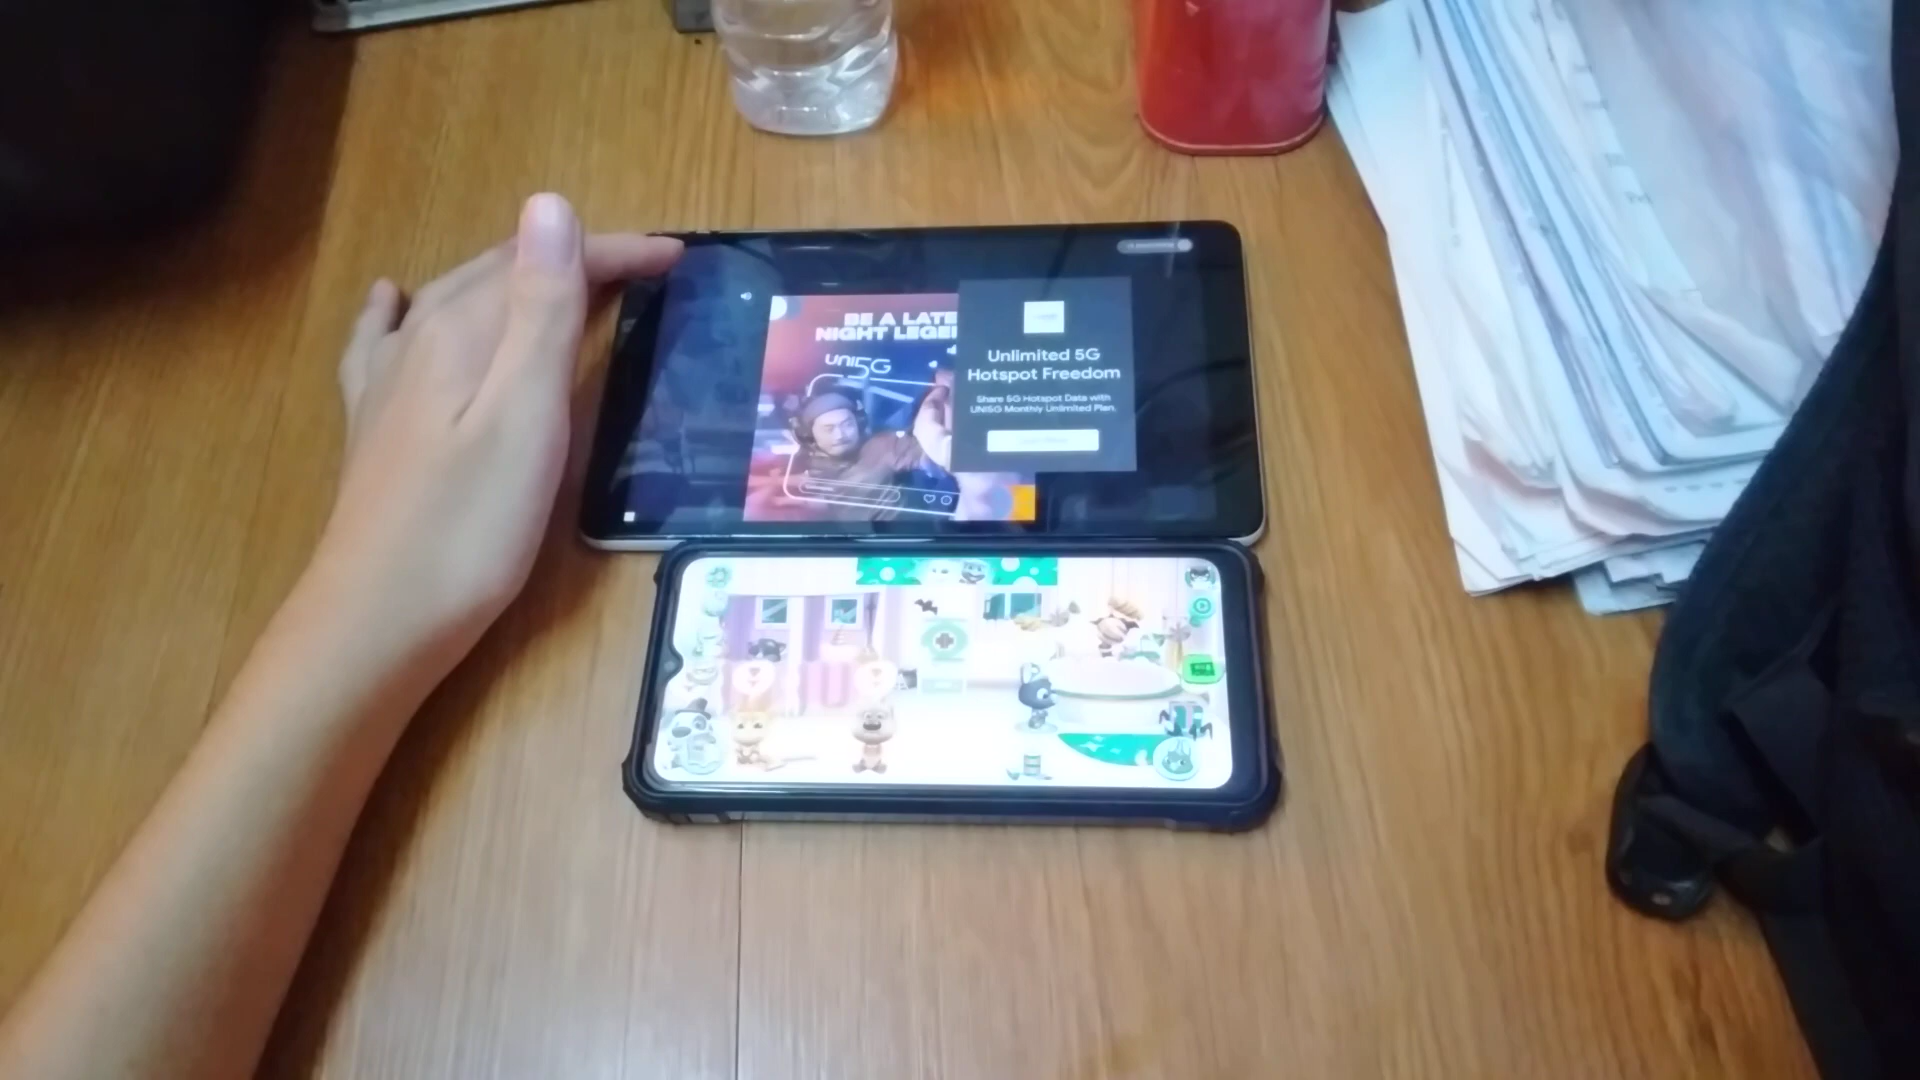 BE A LATE
NIGHT LEGE
UNI5G
Unlimited 5G
Hotspot Freedom
Share 5G Hotspot Data with
UNI5G Monthly Unlimited Plan.